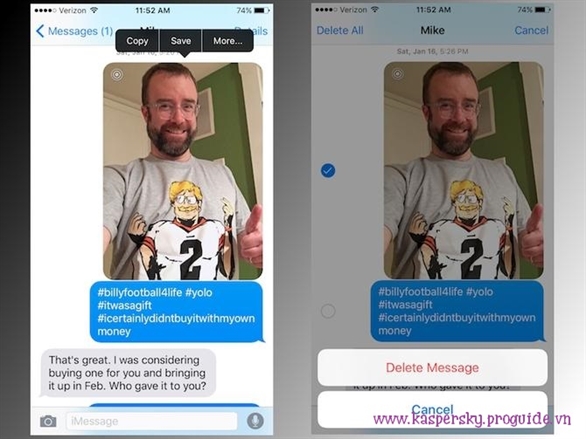 Verizon 11:52 AM 74%
Messages (1) Mike Details
Copy Save More...
Sat, Jan 16, 5:26 PM
2
#billyfootball4life #yolo
#itwasagift
#icertainlydidntbuyitwithmyown
money
That's great. I was considering
buying one for you and bringing
it up in Feb. Who gave it to you?
iMessage
Verizon 11:52 AM 74%
Delete All Mike Cancel
Sat, Jan 16, 5:26 PM
2
#billyfootball4life #yolo
#itwasagift
#icertainlydidntbuyitwithmyown
money
Delete Message
it up in Feb. Who gave it to you?
Cancel
www.kaspersky.proguide.vn